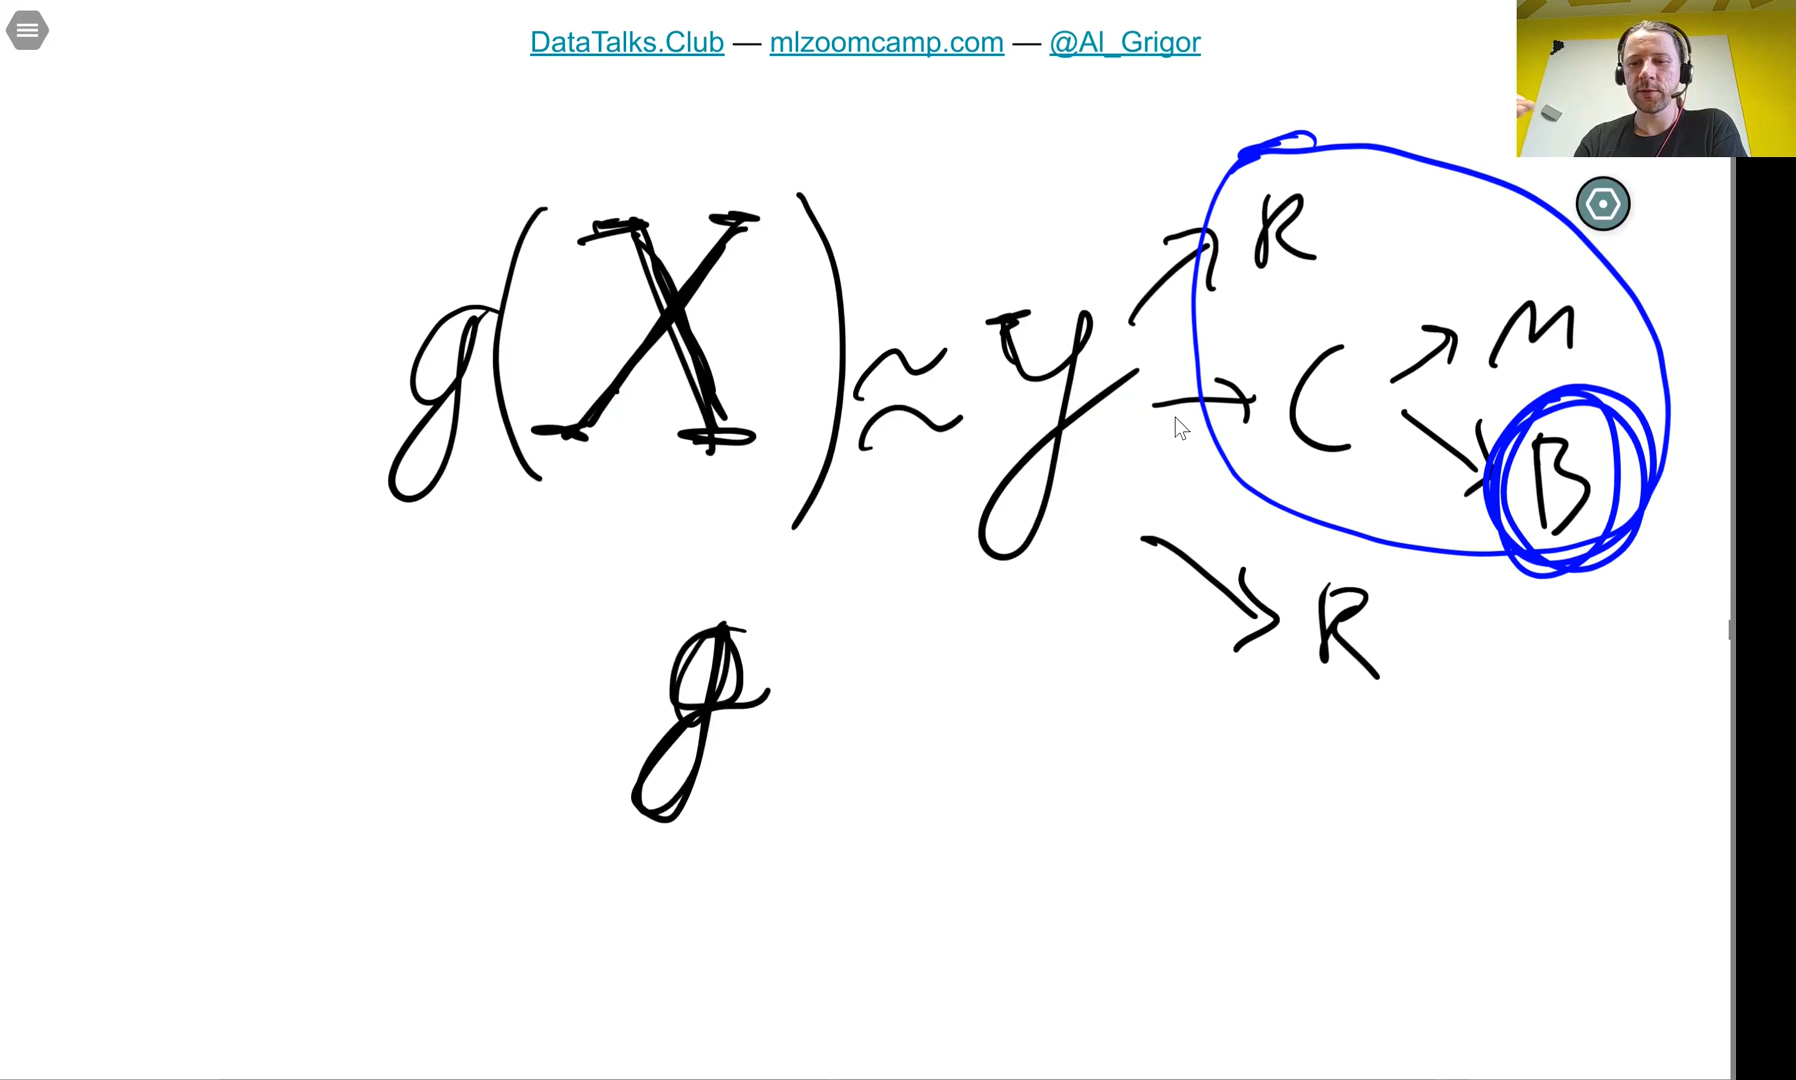 DataTalks.Club — mlzoomcamp.com — @Al_Grigor
g(X) ≈ y → R
→ C → M
→ B
→ R
g